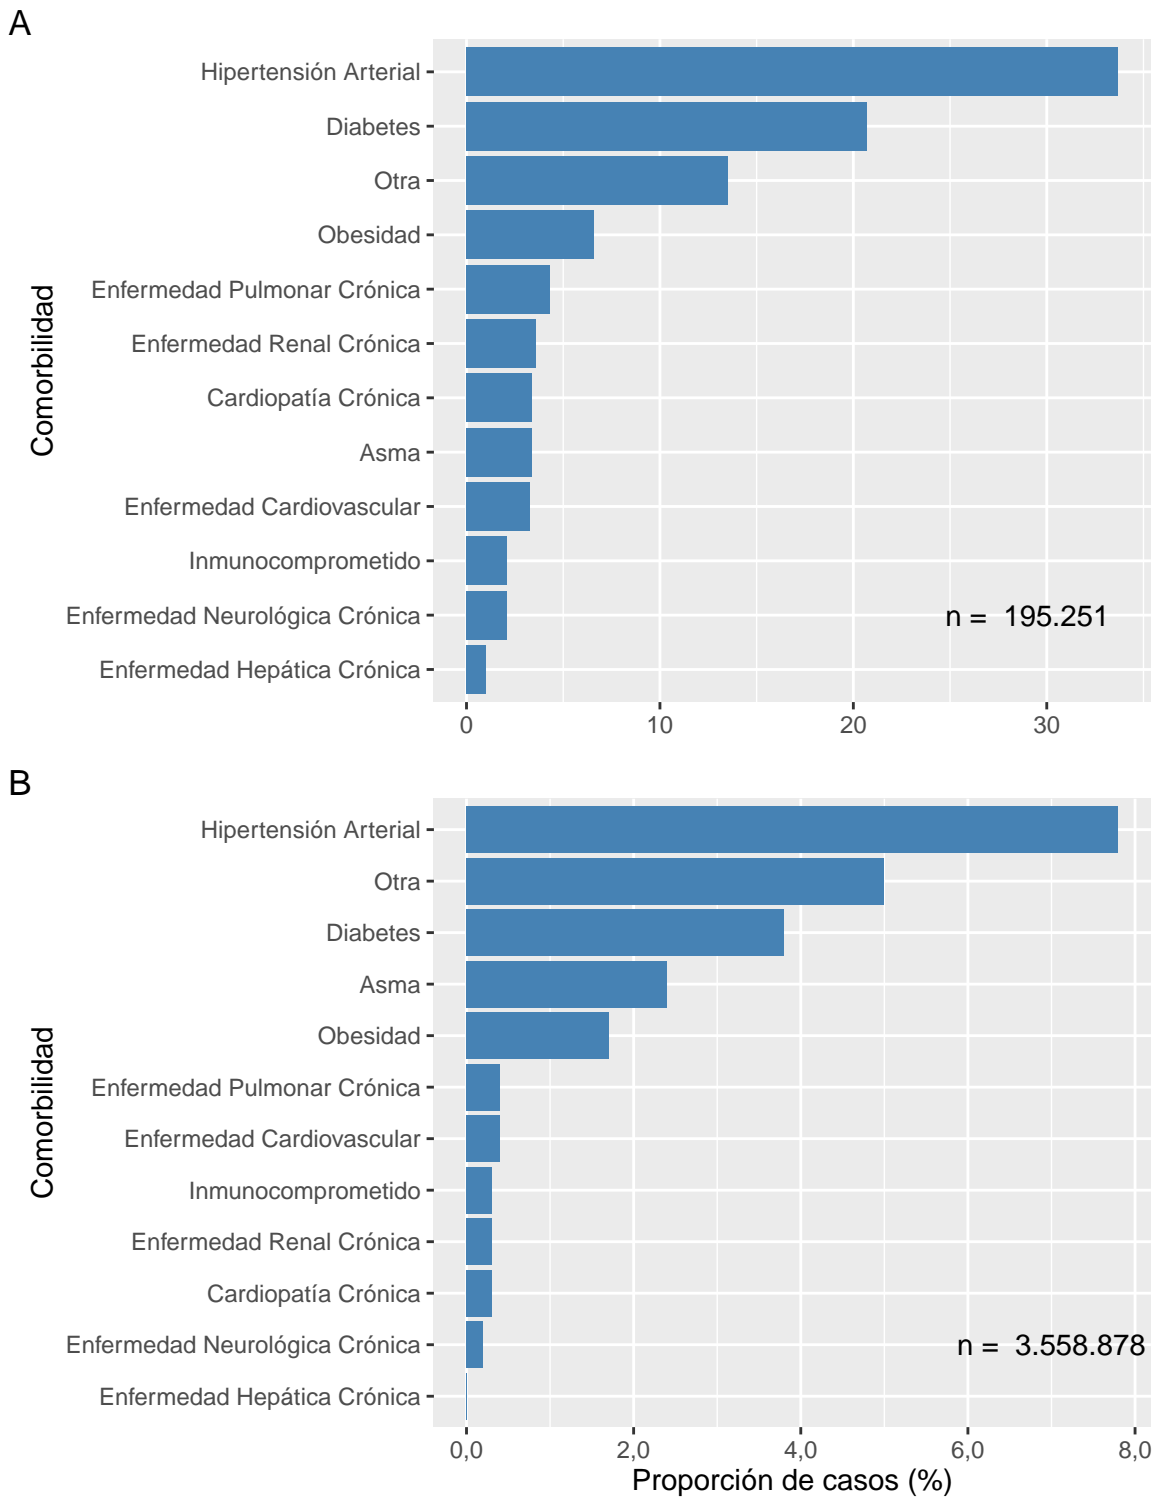 A
Hipertensión Arterial
Diabetes
Otra
Obesidad
Enfermedad Pulmonar Crónica
Enfermedad Renal Crónica
Cardiopatía Crónica
Asma
Enfermedad Cardiovascular
Inmunocomprometido
Enfermedad Neurológica Crónica
Enfermedad Hepática Crónica
Comorbilidad
n = 195.251
0 10 20 30
B
Hipertensión Arterial
Otra
Diabetes
Asma
Obesidad
Enfermedad Pulmonar Crónica
Enfermedad Cardiovascular
Inmunocomprometido
Enfermedad Renal Crónica
Cardiopatía Crónica
Enfermedad Neurológica Crónica
Enfermedad Hepática Crónica
Comorbilidad
n = 3.558.878
0,0 2,0 4,0 6,0 8,0
Proporción de casos (%)